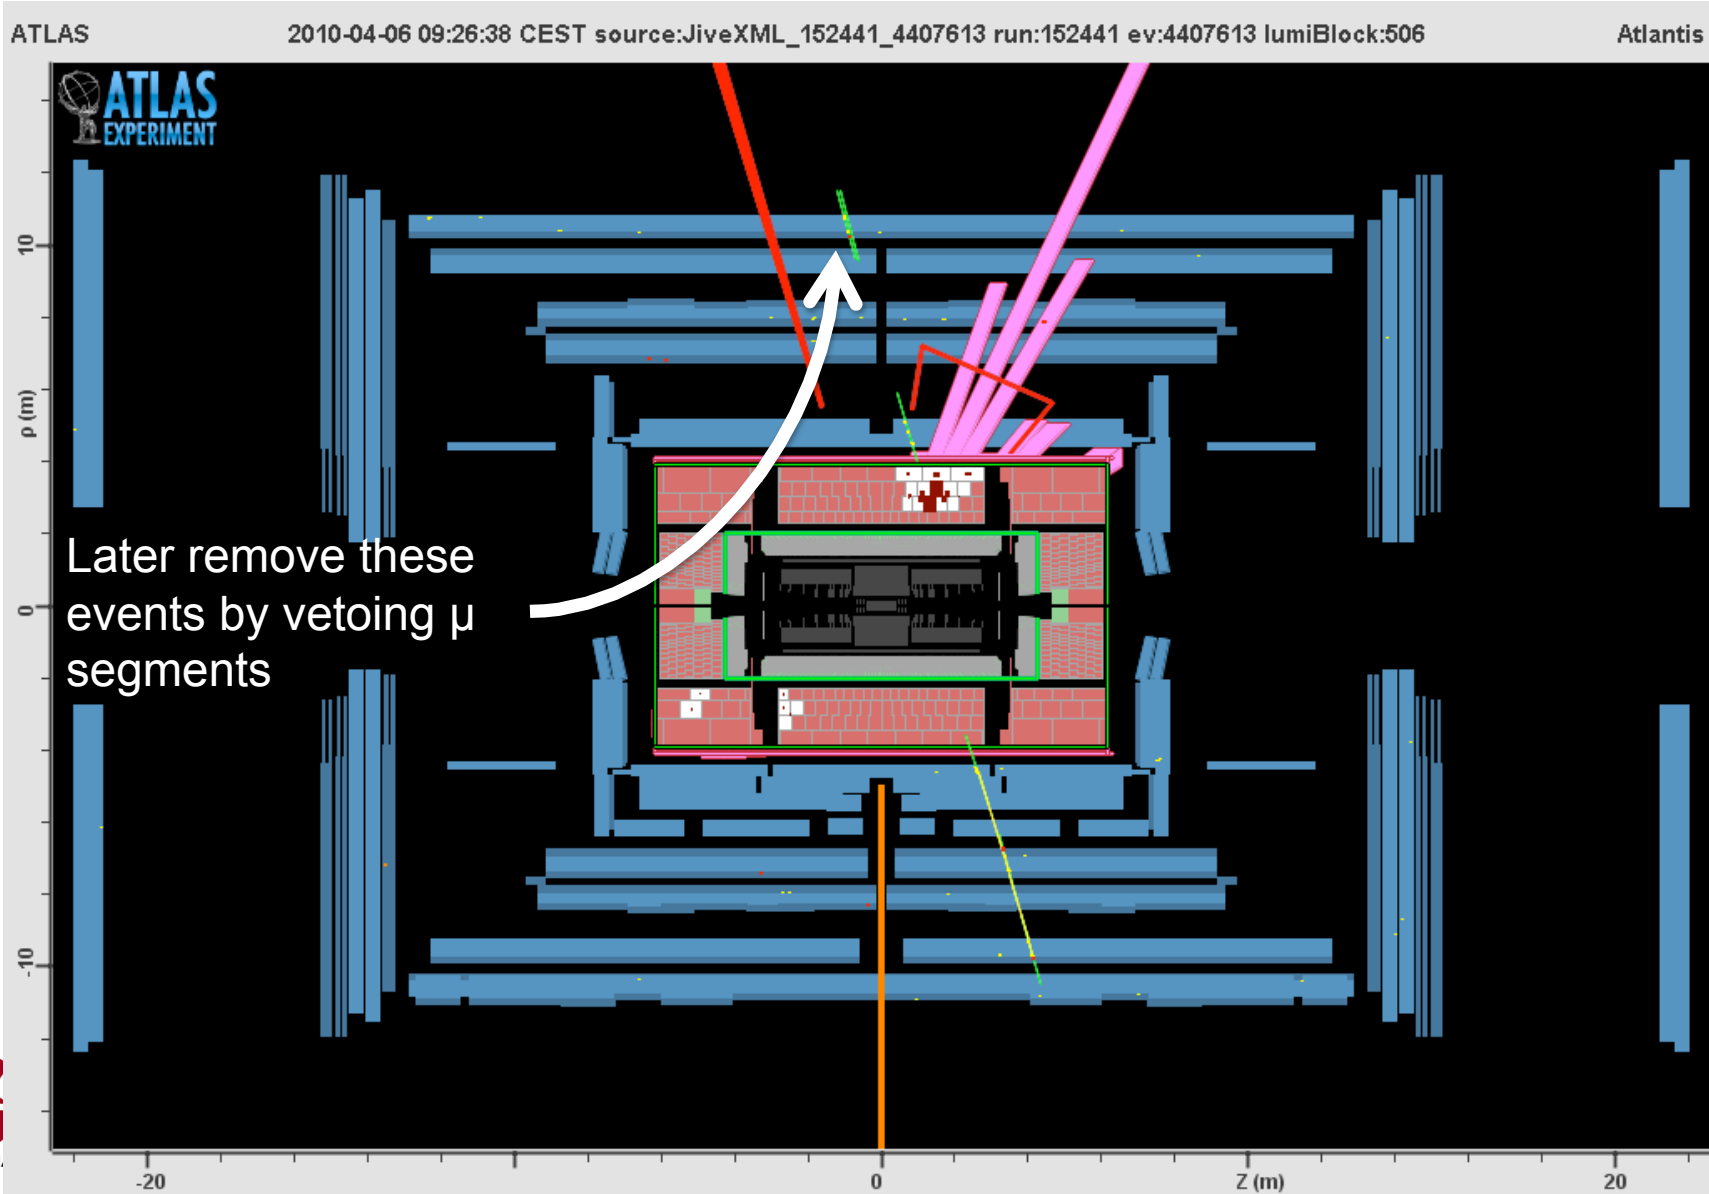 ATLAS 2010-04-06 09:26:38 CEST source:JiveXML_152441_4407613 run:152441 ev:4407613 lumiBlock:506 Atlantis
ATLAS
EXPERIMENT
10
ρ (m)
Later remove these
0
events by vetoing μ
segments
-10
-20 0 Z (m) 20